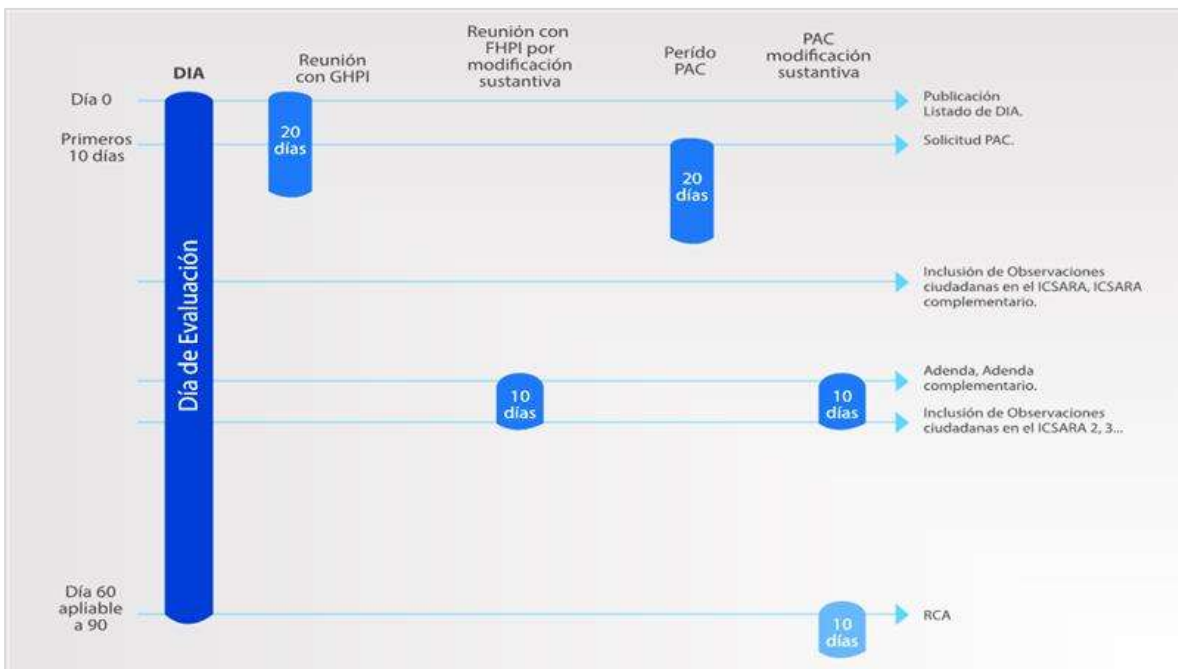 DIA
Reunión
con GHPI
Reunión con
FHPI por
modificación
sustantiva
Perído
PAC
PAC
modificación
sustantiva
Día 0
Publicación
Listado de DIA.
Primeros
10 días
20
días
Solicitud PAC.
20
días
Día de Evaluación
Inclusión de Observaciones
ciudadanas en el ICSARA, ICSARA
complementario.
Adenda, Adenda
complementario.
10
días
10
días
Inclusión de Observaciones
ciudadanas en el ICSARA 2, 3...
Día 60
apliable
a 90
RCA
10
días